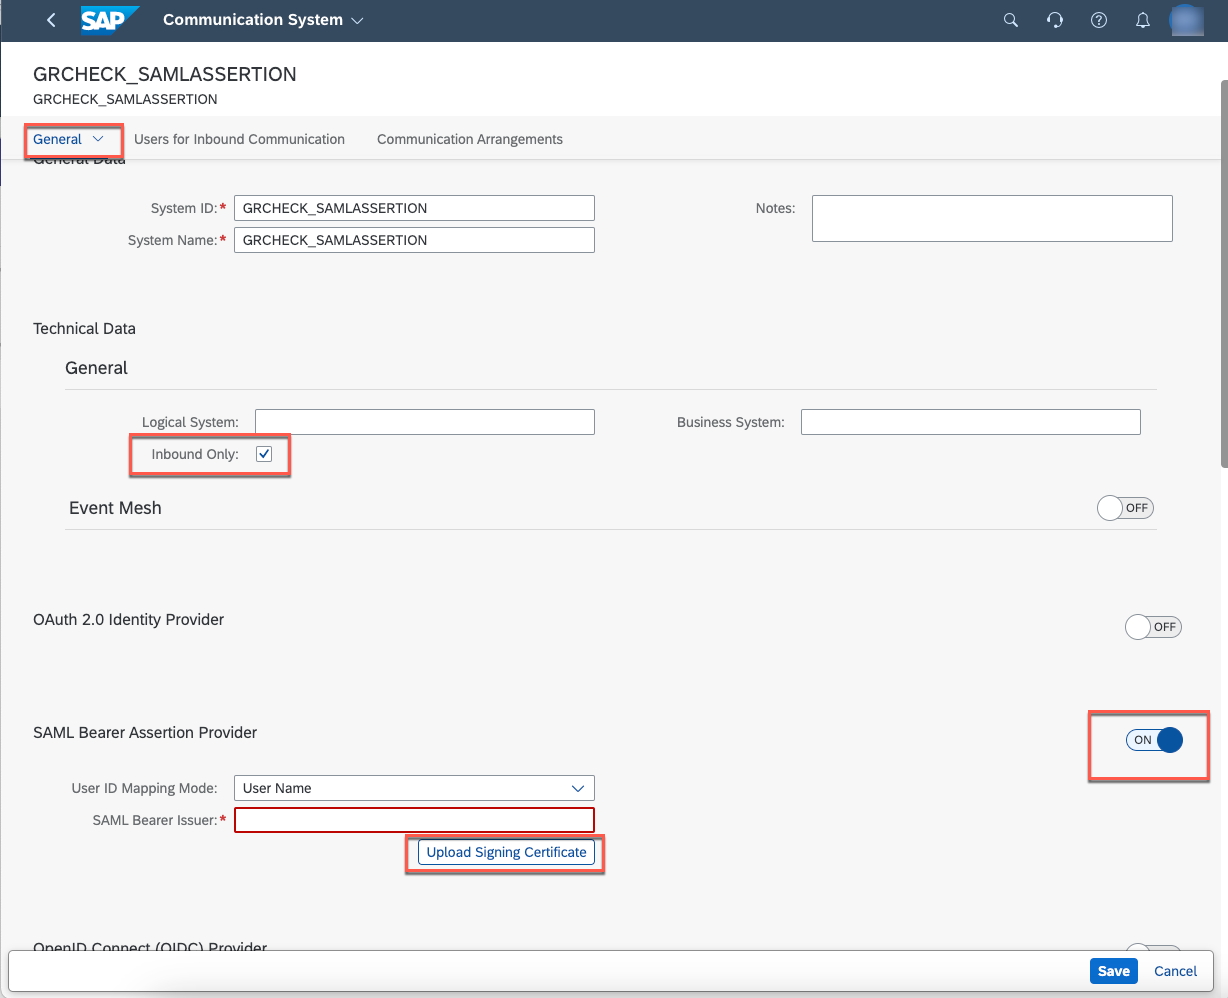 SAP Communication System
GRCHECK_SAMLASSERTION
GRCHECK_SAMLASSERTION
General Users for Inbound Communication Communication Arrangements
General Data
System ID:* GRCHECK_SAMLASSERTION Notes:
System Name:* GRCHECK_SAMLASSERTION
Technical Data
General
Logical System: Business System:
Inbound Only:
Event Mesh OFF
OAuth 2.0 Identity Provider OFF
SAML Bearer Assertion Provider ON
User ID Mapping Mode: User Name
SAML Bearer Issuer:*
Upload Signing Certificate
OpenID Connect (OIDC) Provider
Save Cancel